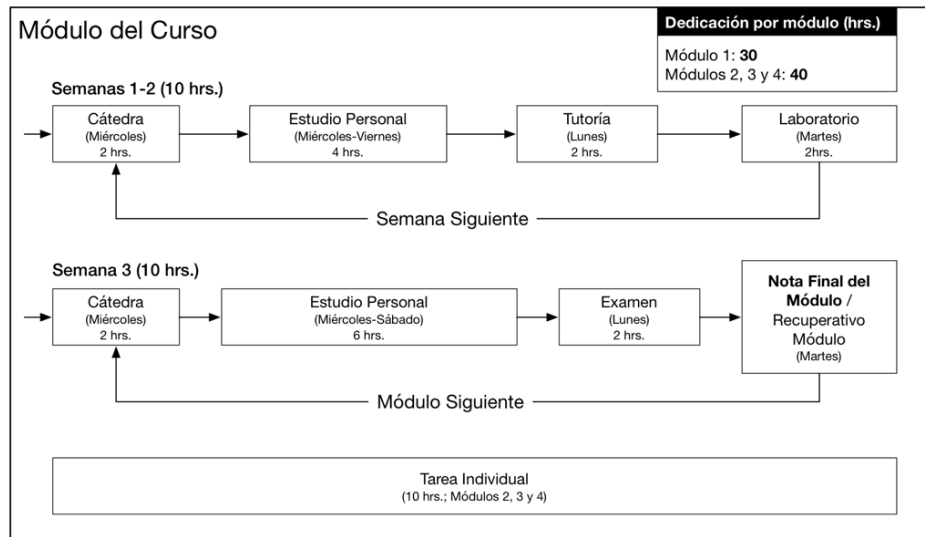 Módulo del Curso
Dedicación por módulo (hrs.)
Módulo 1: 30
Módulos 2, 3 y 4: 40
Semanas 1-2 (10 hrs.)
Cátedra
(Miércoles)
2 hrs.
Estudio Personal
(Miércoles-Viernes)
4 hrs.
Tutoría
(Lunes)
2 hrs.
Laboratorio
(Martes)
2hrs.
Semana Siguiente
Semana 3 (10 hrs.)
Cátedra
(Miércoles)
2 hrs.
Estudio Personal
(Miércoles-Sábado)
6 hrs.
Examen
(Lunes)
2 hrs.
Nota Final del
Módulo /
Recuperativo
Módulo
(Martes)
Módulo Siguiente
Tarea Individual
(10 hrs.; Módulos 2, 3 y 4)